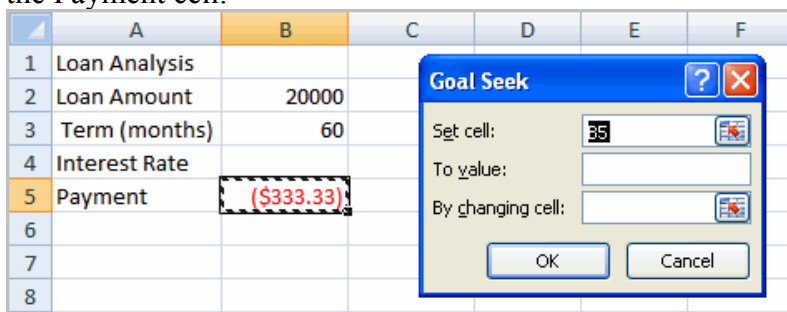 the Payment cell.
A B C D E F
1 Loan Analysis
2 Loan Amount 20000
3 Term (months) 60
4 Interest Rate
5 Payment ($333.33)
6
7
8
Goal Seek ?
Set cell: B5
To value:
By changing cell:
OK Cancel